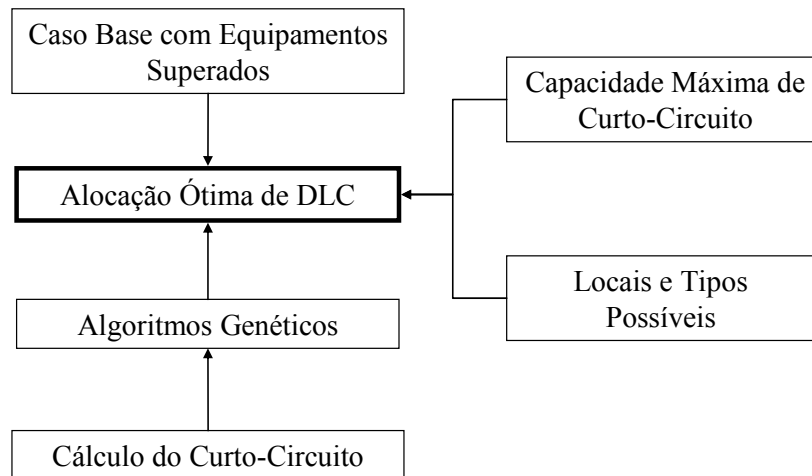 Caso Base com Equipamentos
Superados
Capacidade Máxima de
Curto-Circuito
Alocação Ótima de DLC
Locais e Tipos
Possíveis
Algoritmos Genéticos
Cálculo do Curto-Circuito